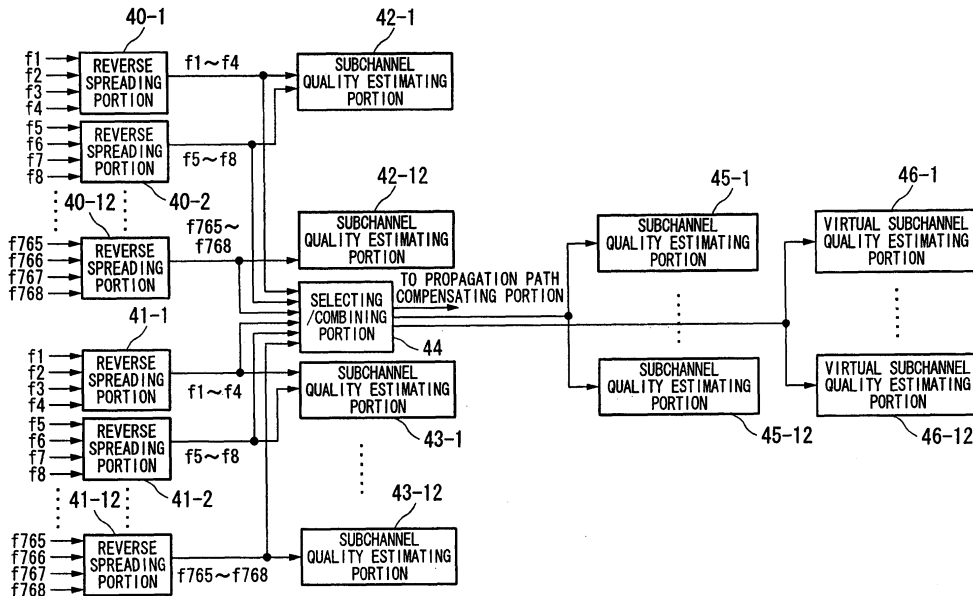 40-1
f1
f2
f3
f4
REVERSE
SPREADING
PORTION
f1~f4
42-1
SUBCHANNEL
QUALITY ESTIMATING
PORTION
f5
f6
f7
f8
REVERSE
SPREADING
PORTION
f5~f8
40-2
40-12
f765
f766
f767
f768
REVERSE
SPREADING
PORTION
f765~
f768
42-12
SUBCHANNEL
QUALITY ESTIMATING
PORTION
TO PROPAGATION PATH
COMPENSATING PORTION
SELECTING
/COMBINING
PORTION
44
45-1
SUBCHANNEL
QUALITY ESTIMATING
PORTION
46-1
VIRTUAL SUBCHANNEL
QUALITY ESTIMATING
PORTION
41-1
f1
f2
f3
f4
REVERSE
SPREADING
PORTION
f1~f4
SUBCHANNEL
QUALITY ESTIMATING
PORTION
43-1
SUBCHANNEL
QUALITY ESTIMATING
PORTION
45-12
VIRTUAL SUBCHANNEL
QUALITY ESTIMATING
PORTION
46-12
f5
f6
f7
f8
REVERSE
SPREADING
PORTION
f5~f8
41-2
41-12
f765
f766
f767
f768
REVERSE
SPREADING
PORTION
f765~f768
43-12
SUBCHANNEL
QUALITY ESTIMATING
PORTION